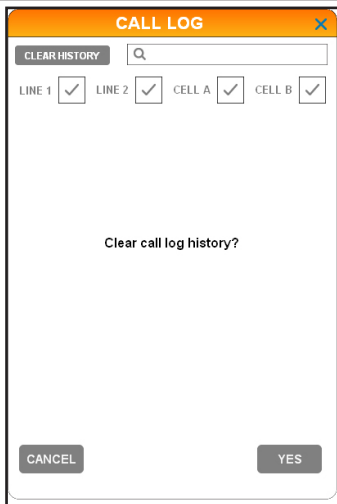 CALL LOG
CLEAR HISTORY
LINE 1 LINE 2 CELL A CELL B
Clear call log history?
CANCEL YES